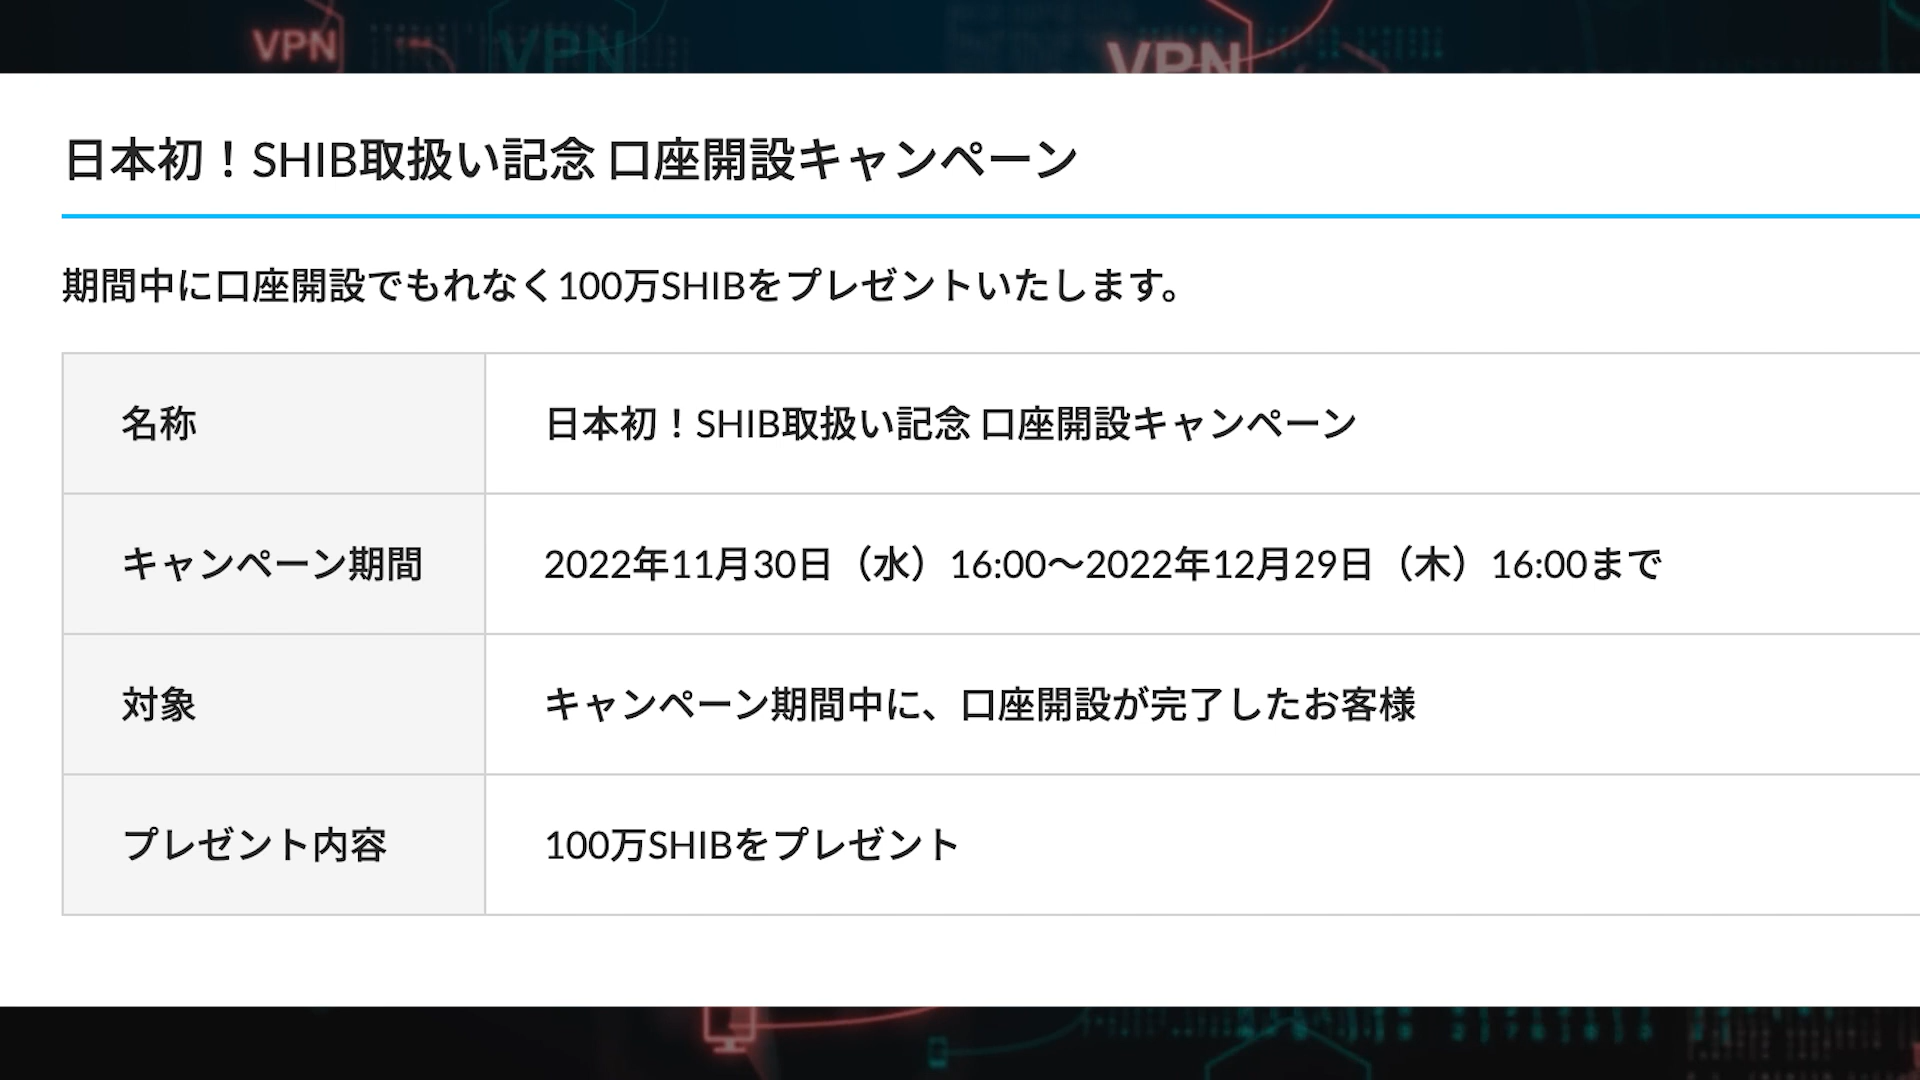 VPN VPN VPN
日本初！SHIB取扱い記念 口座開設キャンペーン
期間中に口座開設でもれなく100万SHIBをプレゼントいたします。
名称 日本初！SHIB取扱い記念 口座開設キャンペーン
キャンペーン期間 2022年11月30日（水）16:00～2022年12月29日（木）16:00まで
対象 キャンペーン期間中に、口座開設が完了したお客様
プレゼント内容 100万SHIBをプレゼント